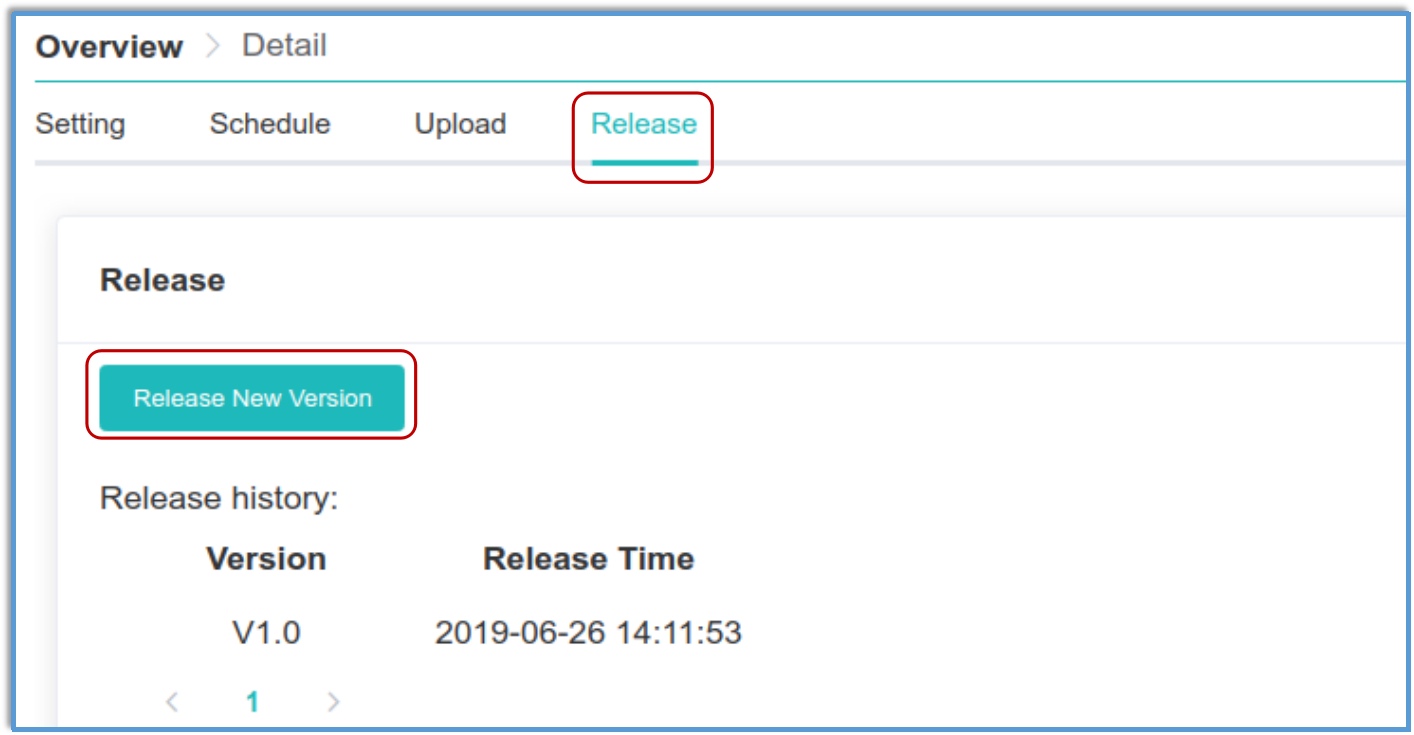 Overview > Detail
Setting Schedule Upload Release
Release
Release New Version
Release history:
Version Release Time
V1.0 2019-06-26 14:11:53
< 1 >